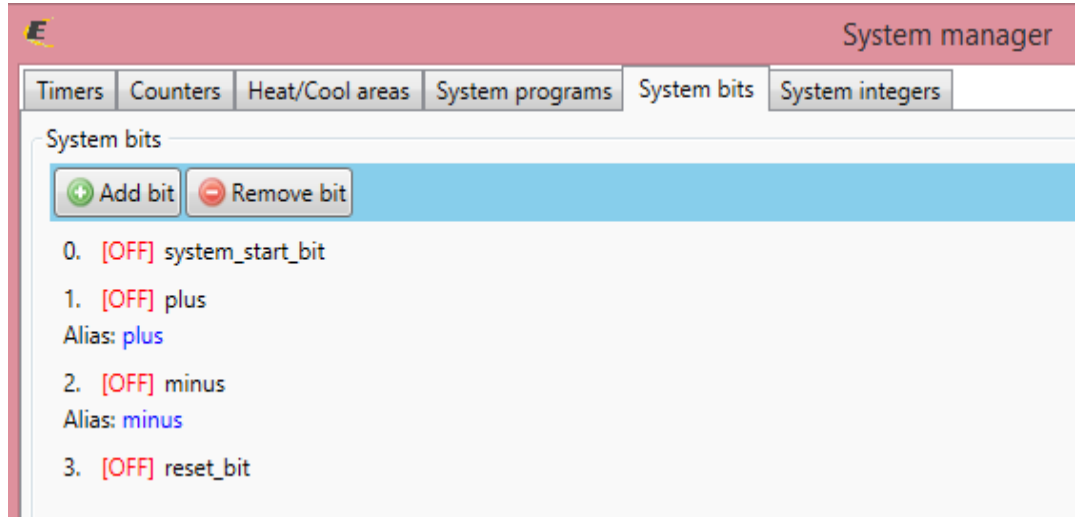 E
System manager
Timers Counters Heat/Cool areas System programs System bits System integers
System bits
Add bit Remove bit
0. [OFF] system_start_bit
1. [OFF] plus
Alias: plus
2. [OFF] minus
Alias: minus
3. [OFF] reset_bit